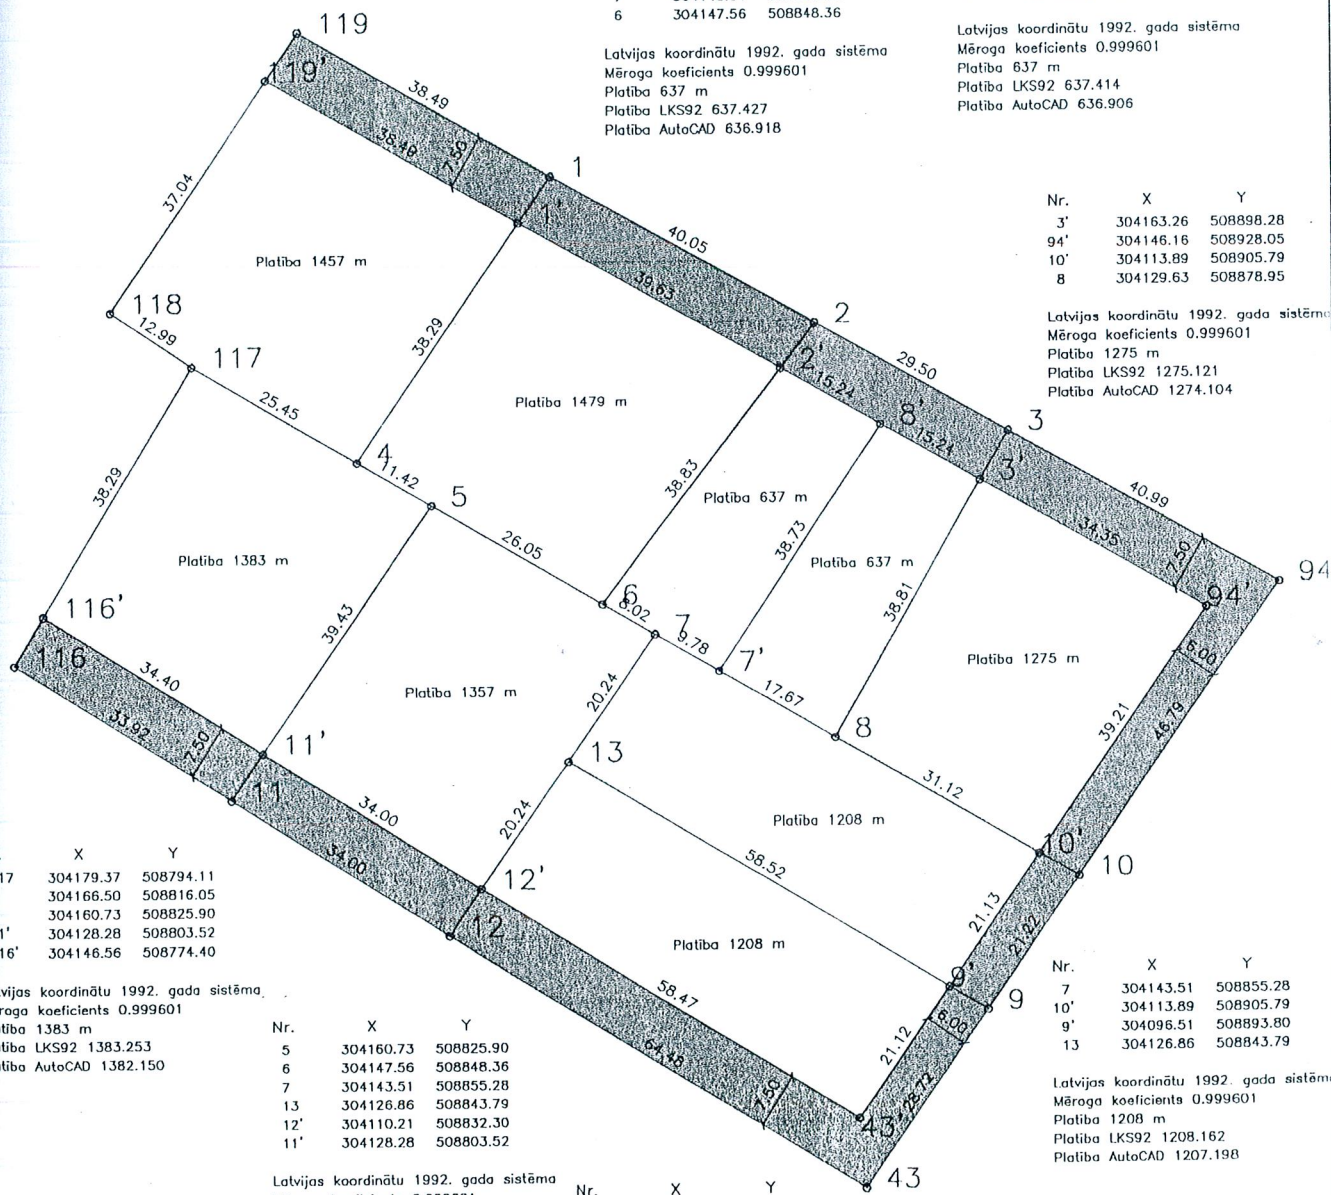 6 304147.56 508848.36
Latvijas koordinātu 1992. gada sistēma
Mēroga koeficients 0.999601
Platība 637 m
Platība LKS92 637.427
Platība AutoCAD 636.918
Latvijas koordinātu 1992. gada sistēma
Mēroga koeficients 0.999601
Platība 637 m
Platība LKS92 637.414
Platība AutoCAD 636.906
119
119'
38.49
38.49
7.50
1
1'
37.04
40.05
39.63
Platība 1457 m
Nr. X Y
3' 304163.26 508898.28
94' 304146.16 508928.05
10' 304113.89 508905.79
8 304129.63 508878.95
Latvijas koordinātu 1992. gada sistēma
Mēroga koeficients 0.999601
Platība 1275 m
Platība LKS92 1275.121
Platība AutoCAD 1274.104
118
12.99
117
38.29
2
2'
29.50
15.24
25.45
Platība 1479 m
8'
15.24
3
3'
4
11.42
5
38.83
Platība 637 m
40.99
34.35
7.50
38.29
26.05
38.73
Platība 637 m
94
94'
Platība 1383 m
39.43
6
8.02
7
9.78
7'
38.81
116'
116
34.40
33.92
7.50
Platība 1357 m
20.24
17.67
Platība 1275 m
6.00
39.21
46.79
11'
11
13
8
31.12
34.00
34.00
20.24
58.52
Platība 1208 m
10'
10
12'
12
21.13
21.22
Platība 1208 m
9'
9
58.47
64.48
7.50
6.00
21.12
28.72
43'
43
17 X Y
304179.37 508794.11
304166.50 508816.05
304160.73 508825.90
1' 304128.28 508803.52
16' 304146.56 508774.40
vijas koordinātu 1992. gada sistēma
roga koeficients 0.999601
tība 1383 m
tība LKS92 1383.253
tība AutoCAD 1382.150
Nr. X Y
5 304160.73 508825.90
6 304147.56 508848.36
7 304143.51 508855.28
13 304126.86 508843.79
12' 304110.21 508832.30
11' 304128.28 508803.52
Latvijas koordinātu 1992. gada sistēma
Nr. X Y
Nr. X Y
7 304143.51 508855.28
10' 304113.89 508905.79
9' 304096.51 508893.80
13 304126.86 508843.79
Latvijas koordinātu 1992. gada sistēma
Mēroga koeficients 0.999601
Platība 1208 m
Platība LKS92 1208.162
Platība AutoCAD 1207.198